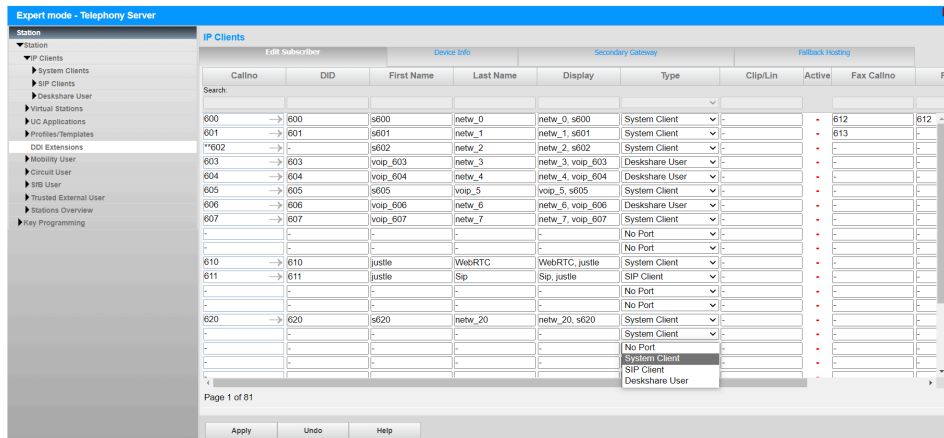 Expert mode - Telephony Server
Station
Station
IP Clients
System Clients
SIP Clients
Deskshare User
Virtual Stations
UC Applications
Profiles/Templates
DDI Extensions
Mobility User
Circuit User
SfB User
Trusted External User
Stations Overview
Key Programming
IP Clients
Edit Subscriber Device Info Secondary Gateway Fallback Hosting
Callno DID First Name Last Name Display Type Clip/Lin Active Fax Callno F
Search:
600 600 s600 netw_0 netw_0, s600 System Client - - 612 612
601 601 s601 netw_1 netw_1, s601 System Client - - 613 -
**602 - s602 netw_2 netw_2, s602 System Client - - - -
603 603 voip_603 netw_3 netw_3, voip_603 Deskshare User - - - -
604 604 voip_604 netw_4 netw_4, voip_604 Deskshare User - - - -
605 605 s605 voip_5 voip_5, s605 System Client - - - -
606 606 voip_606 netw_6 netw_6, voip_606 Deskshare User - - - -
607 607 voip_607 netw_7 netw_7, voip_607 System Client - - - -
- - - - - No Port - - - -
- - - - - No Port - - - -
610 610 justle WebRTC WebRTC, justle System Client - - - -
611 611 justle Sip Sip, justle SIP Client - - - -
- - - - - No Port - - - -
- - - - - No Port - - - -
620 620 s620 netw_20 netw_20, s620 System Client - - - -
- - - - - System Client - - - -
- - - - - No Port - - - -
- - - - - System Client - - - -
- - - - - SIP Client - - - -
Deskshare User
Page 1 of 81
Apply Undo Help